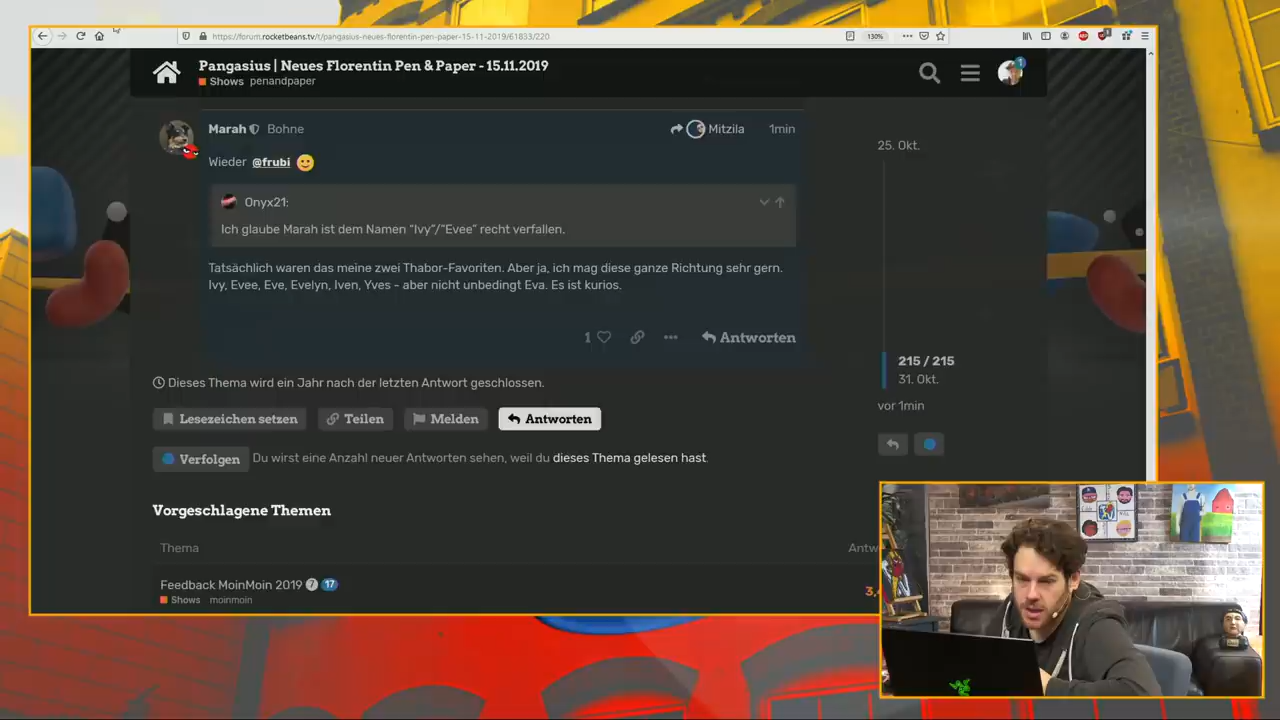 https://forum.rocketbeans.tv/t/pangasius-neues-florentin-pen-paper-15-11-2019/61833/220
130%
Pangasius | Neues Florentin Pen & Paper - 15.11.2019
Shows penandpaper
1
Marah Bohne
Mitzila 1min
Wieder @frubi
Onyx21:
Ich glaube Marah ist dem Namen "Ivy"/"Evee" recht verfallen.
Tatsächlich waren das meine zwei Thabor-Favoriten. Aber ja, ich mag diese ganze Richtung sehr gern.
Ivy, Evee, Eve, Evelyn, Iven, Yves - aber nicht unbedingt Eva. Es ist kurios.
1
Antworten
25. Okt.
215 / 215
31. Okt.
vor 1min
Dieses Thema wird ein Jahr nach der letzten Antwort geschlossen.
Lesezeichen setzen Teilen Melden Antworten
Verfolgen Du wirst eine Anzahl neuer Antworten sehen, weil du dieses Thema gelesen hast.
Vorgeschlagene Themen
Thema
Antw
Feedback MoinMoin 2019 7 17
Shows moinmoin